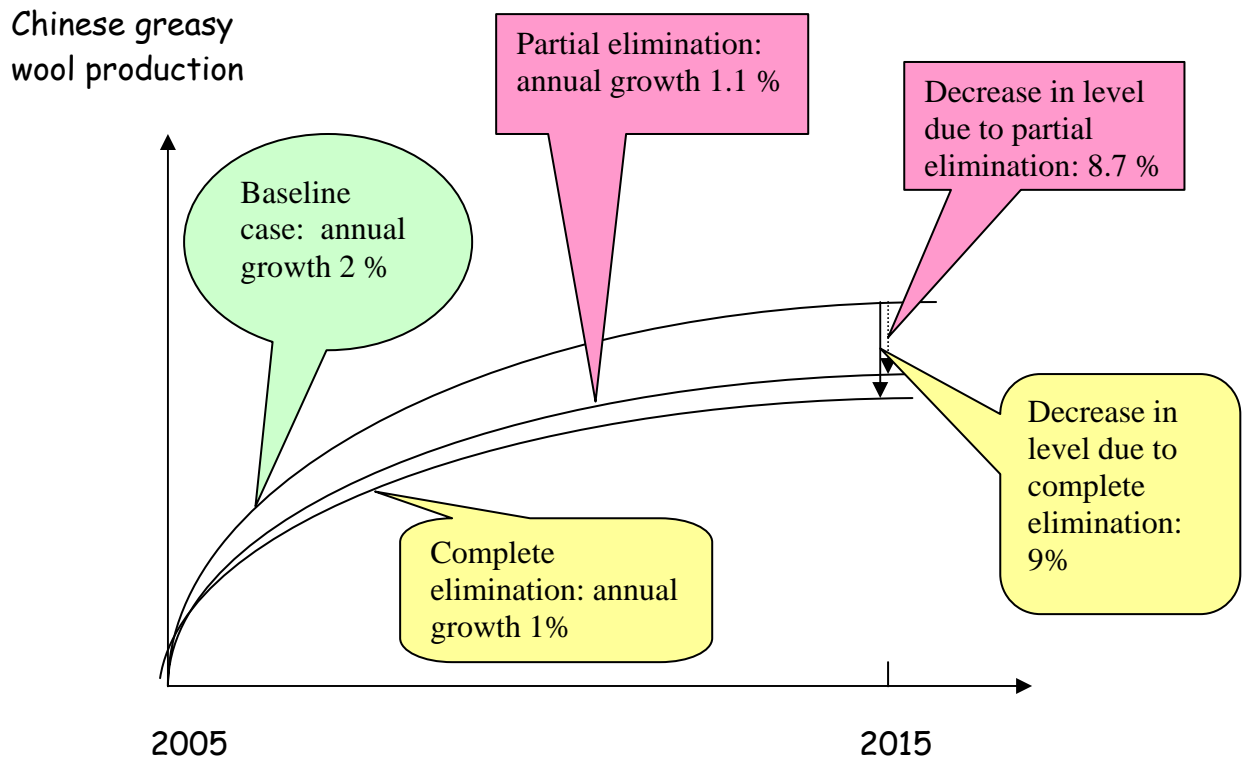 Chinese greasy
wool production
Partial elimination:
annual growth 1.1 %
Decrease in level
due to partial
elimination: 8.7 %
Baseline
case:  annual
growth 2 %
Decrease in
level due to
complete
elimination:
9%
Complete
elimination: annual
growth 1%
2005
2015